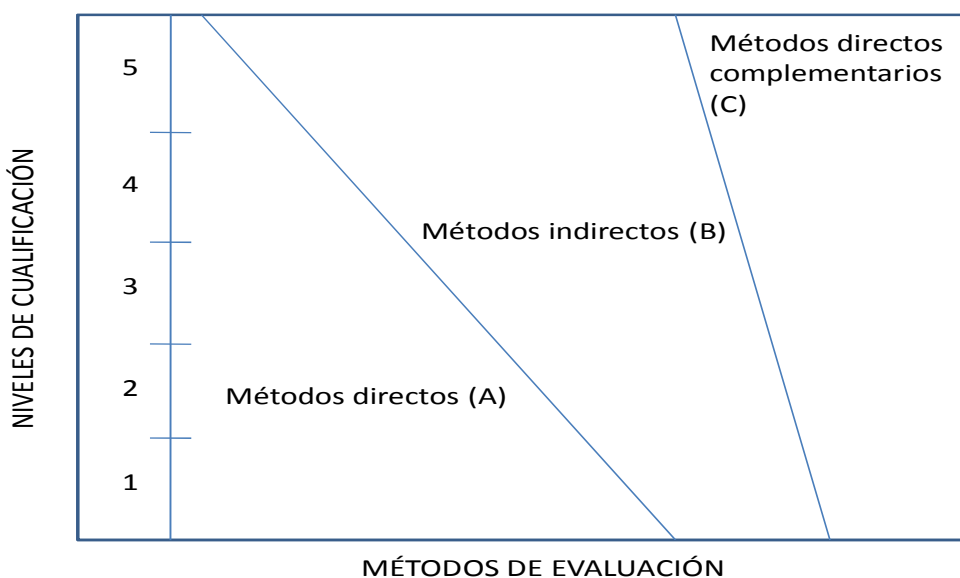 NIVELES DE CUALIFICACIÓN
5
4
3
2
1
Métodos directos
complementarios
(C)
Métodos indirectos (B)
Métodos directos (A)
MÉTODOS DE EVALUACIÓN